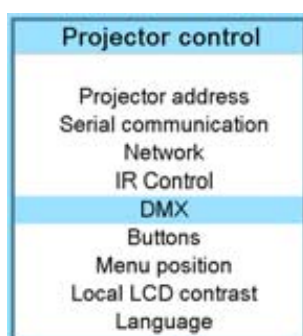 Projector control
Projector address
Serial communication
Network
IR Control
DMX
Buttons
Menu position
Local LCD contrast
Language